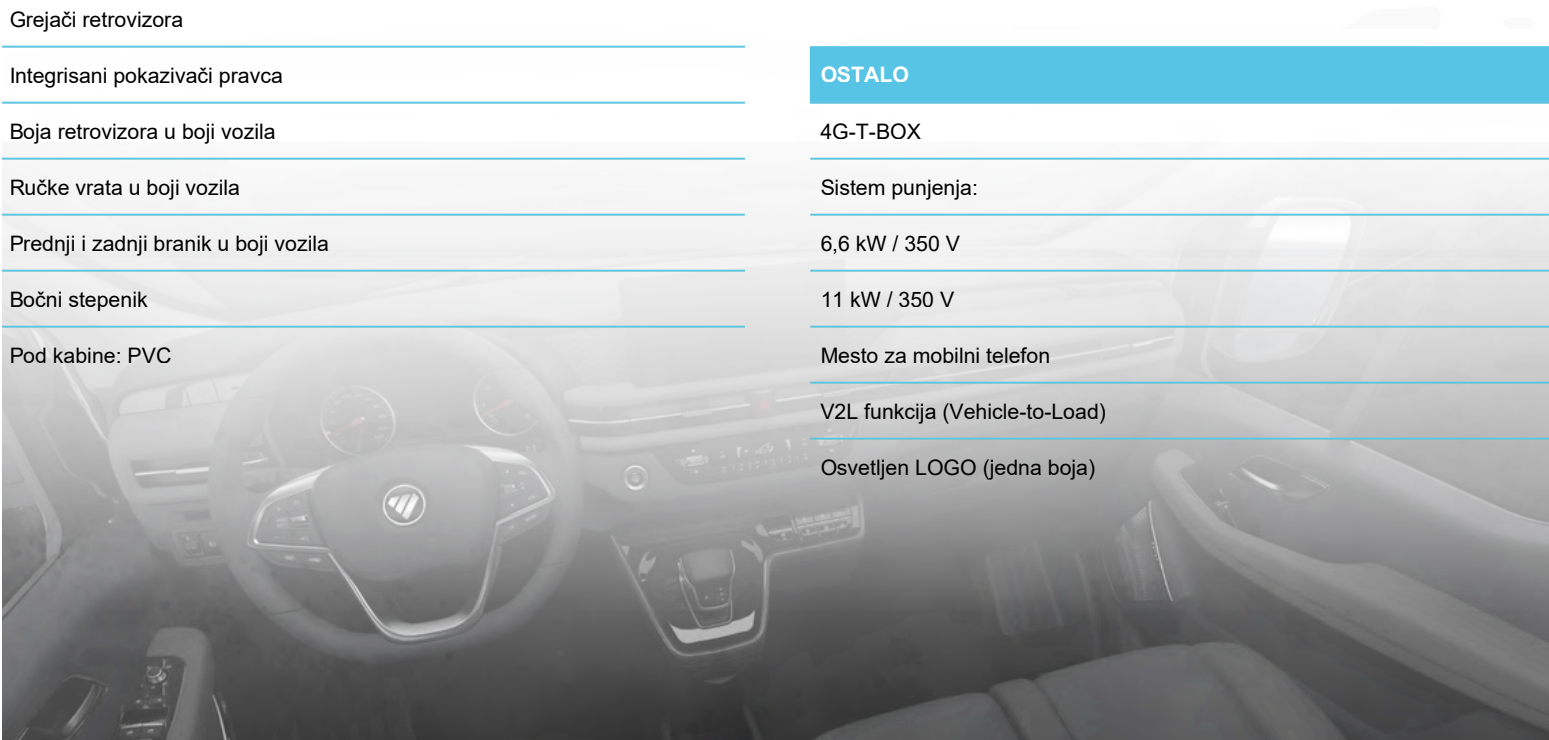 Grejači retrovizora
Integrisani pokazivači pravca
Boja retrovizora u boji vozila
Ručke vrata u boji vozila
Prednji i zadnji branik u boji vozila
Bočni stepenik
Pod kabine: PVC
OSTALO
4G-T-BOX
Sistem punjenja:
6,6 kW / 350 V
11 kW / 350 V
Mesto za mobilni telefon
V2L funkcija (Vehicle-to-Load)
Osvetljen LOGO (jedna boja)